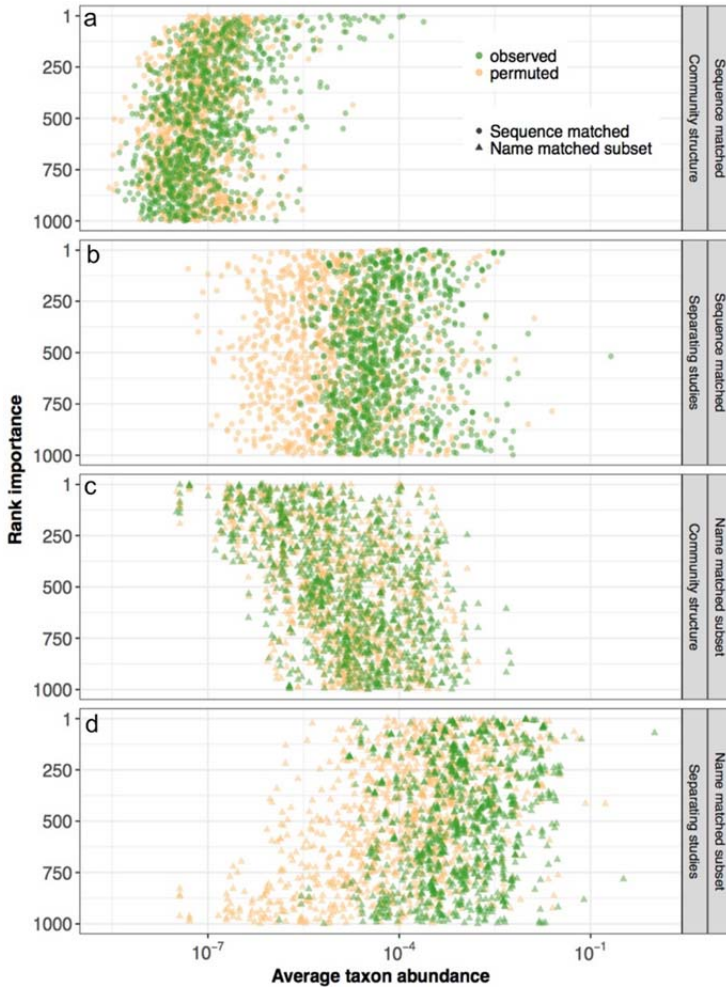 a
1
250
500
750
1000
observed
permuted
Sequence matched
Name matched subset
Community structure
Sequence matched
b
1
250
500
750
1000
Separating studies
Sequence matched
Rank importance
c
1
250
500
750
1000
Community structure
Name matched subset
d
1
250
500
750
1000
Separating studies
Name matched subset
10⁻⁷
10⁻⁴
10⁻¹
Average taxon abundance